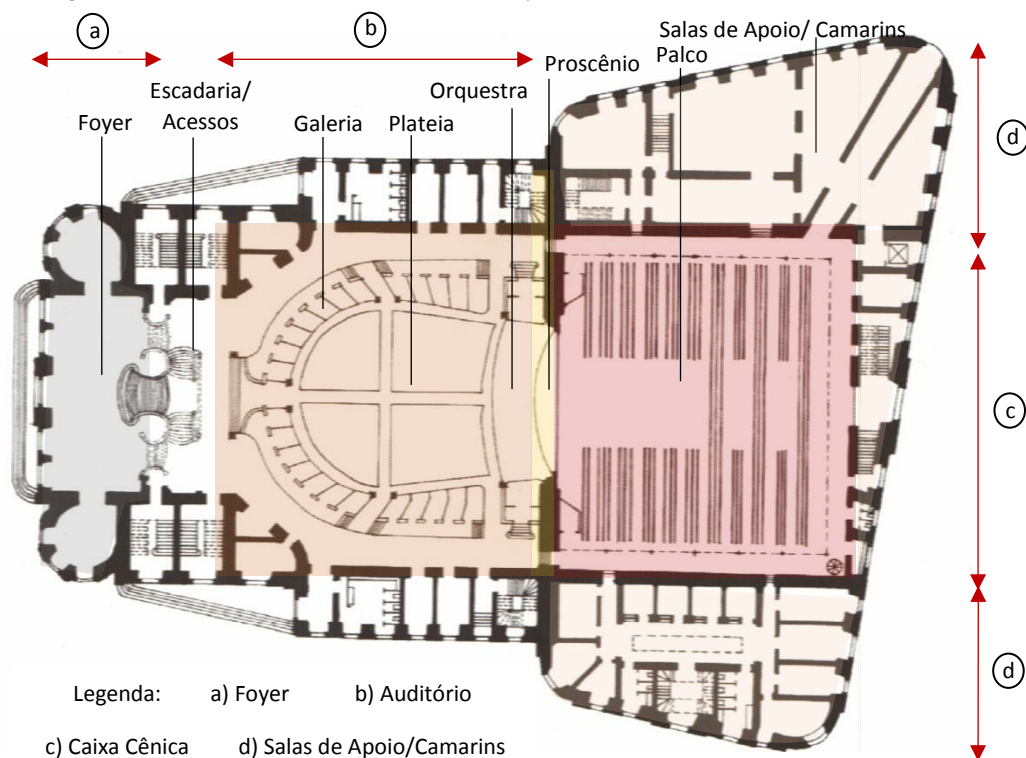 a
b
Salas de Apoio/ Camarins
Proscênio
Palco
Escadaria/
Acessos
Orquestra
Foyer
Galeria
Plateia
d
c
d
Legenda: a) Foyer b) Auditório
c) Caixa Cênica d) Salas de Apoio/Camarins